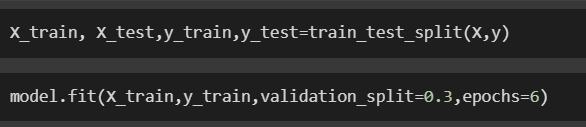 X_train, X_test,y_train,y_test=train_test_split(X,y)
model.fit(X_train,y_train,validation_split=0.3,epochs=6)